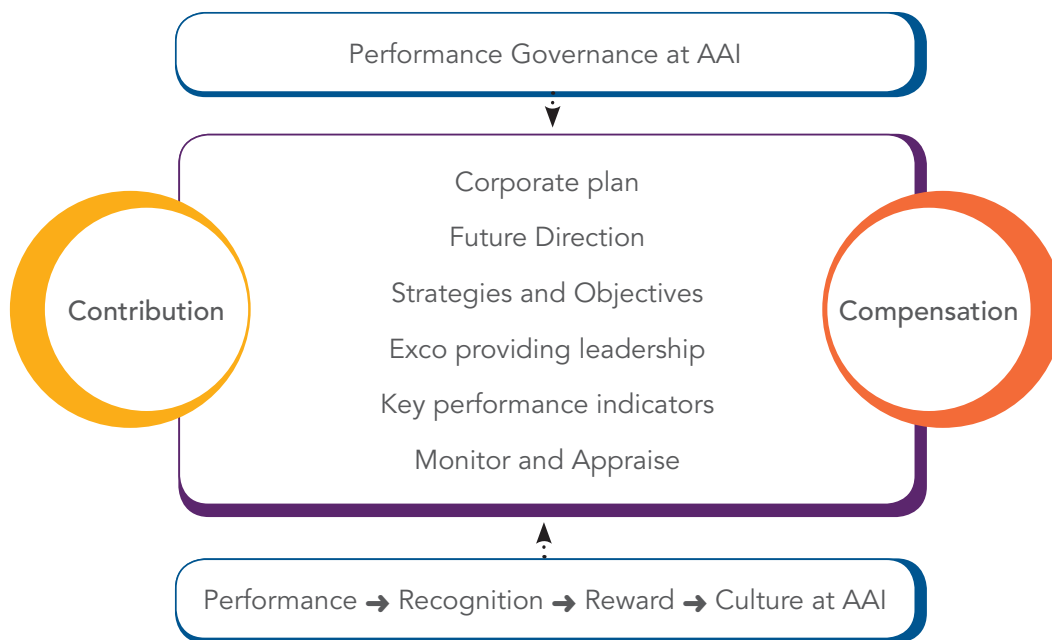 Performance Governance at AAI
Corporate plan
Future Direction
Strategies and Objectives
Contribution
Compensation
Exco providing leadership
Key performance indicators
Monitor and Appraise
Performance ➜ Recognition ➜ Reward ➜ Culture at AAI